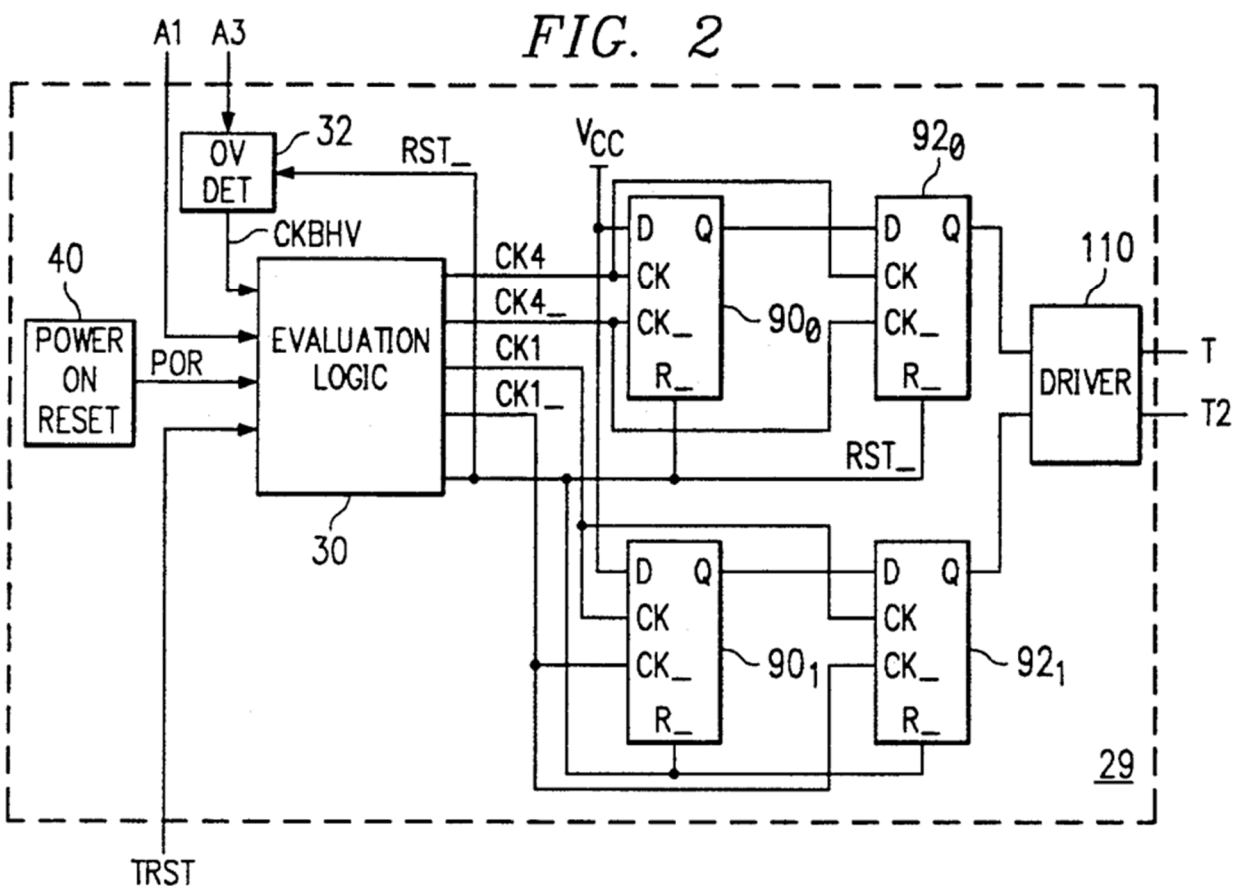 FIG. 2
A1 A3
OV
DET
32
RST_
CKBHV
40
POWER
ON
RESET
POR
EVALUATION
LOGIC
30
TRST
CK4
CK4_
CK1
CK1_
VCC
D Q
CK
CK_
R_
90₀
92₀
D Q
CK
CK_
R_
RST_
D Q
CK
CK_
R_
90₁
D Q
CK
CK_
R_
92₁
110
DRIVER
T
T2
29